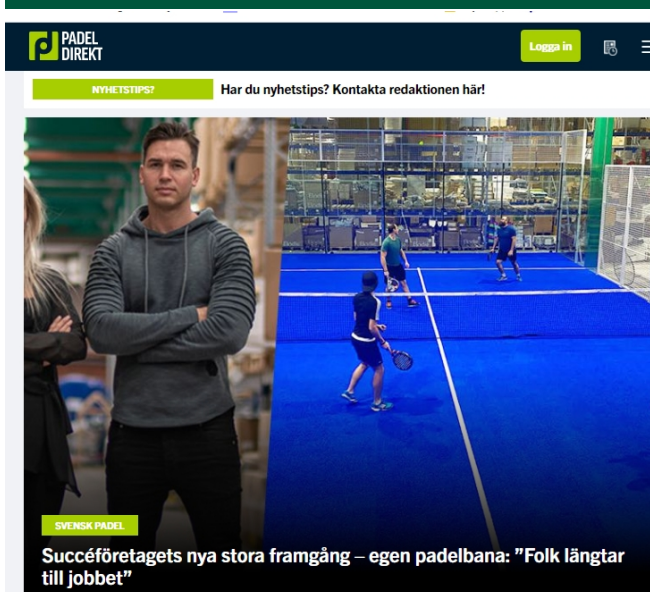 PADEL
DIREKT
Logga in
NYHETSTIPS?
Har du nyhetstips? Kontakta redaktionen här!
SVENSK PADEL
Succéföretagets nya stora framgång – egen padelbana: ”Folk längtar
till jobbet”